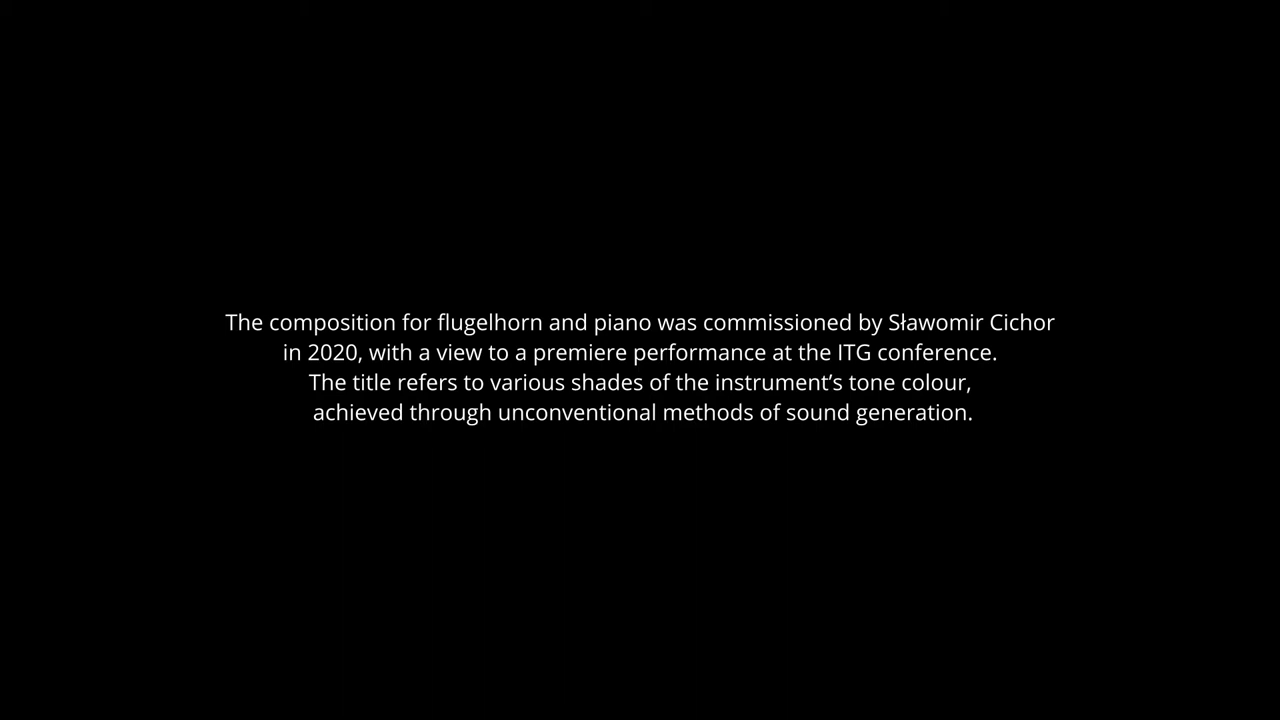 The composition for flugelhorn and piano was commissioned by Sławomir Cichor
in 2020, with a view to a premiere performance at the ITG conference.
The title refers to various shades of the instrument’s tone colour,
achieved through unconventional methods of sound generation.